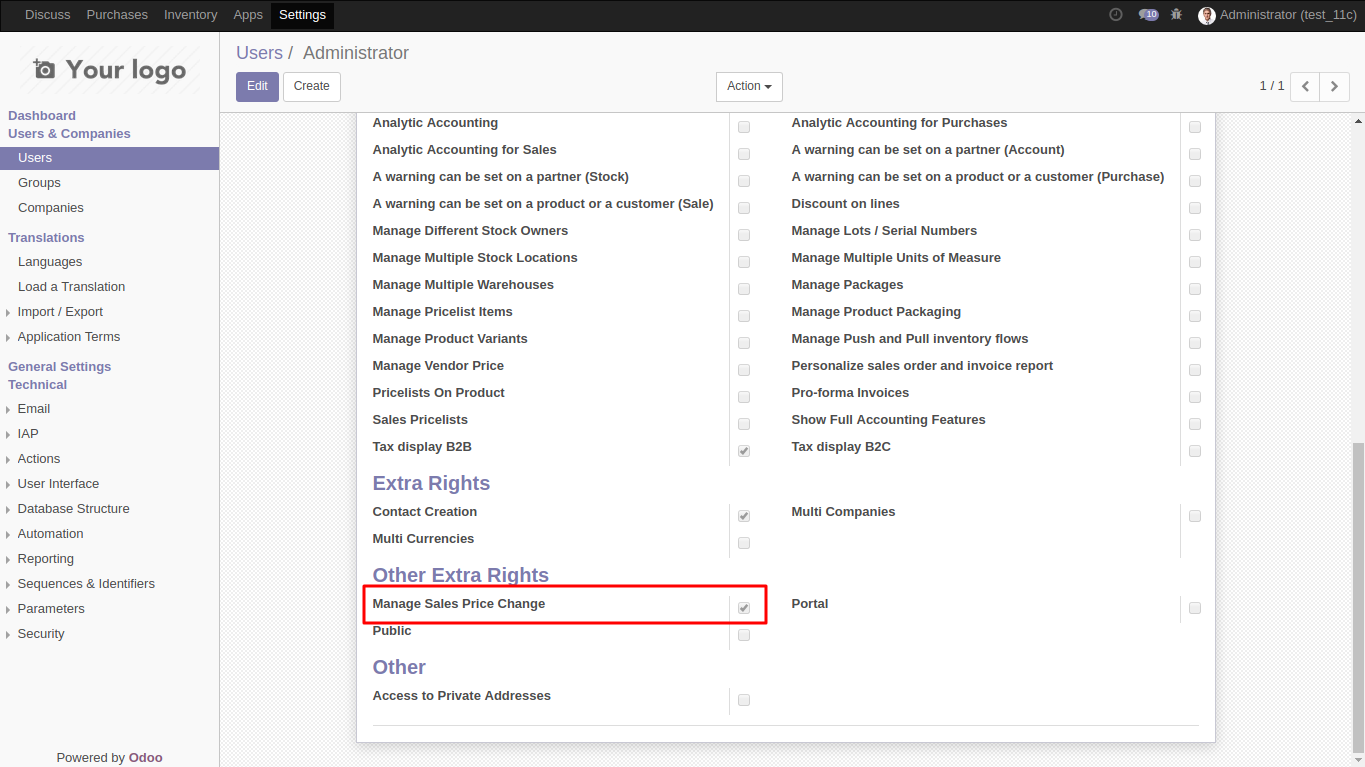 Discuss Purchases Inventory Apps Settings 10 Administrator (test_11c)
Your logo
Users / Administrator
Edit Create Action 1 / 1
Dashboard
Users & Companies
Users
Groups
Companies
Translations
Languages
Load a Translation
Import / Export
Application Terms
General Settings
Technical
Email
IAP
Actions
User Interface
Database Structure
Automation
Reporting
Sequences & Identifiers
Parameters
Security
Powered by Odoo
Analytic Accounting Analytic Accounting for Purchases
Analytic Accounting for Sales A warning can be set on a partner (Account)
A warning can be set on a partner (Stock) A warning can be set on a product or a customer (Purchase)
A warning can be set on a product or a customer (Sale) Discount on lines
Manage Different Stock Owners Manage Lots / Serial Numbers
Manage Multiple Stock Locations Manage Multiple Units of Measure
Manage Multiple Warehouses Manage Packages
Manage Pricelist Items Manage Product Packaging
Manage Product Variants Manage Push and Pull inventory flows
Manage Vendor Price Personalize sales order and invoice report
Pricelists On Product Pro-forma Invoices
Sales Pricelists Show Full Accounting Features
Tax display B2B Tax display B2C
Extra Rights
Contact Creation Multi Companies
Multi Currencies
Other Extra Rights
Manage Sales Price Change Portal
Public
Other
Access to Private Addresses